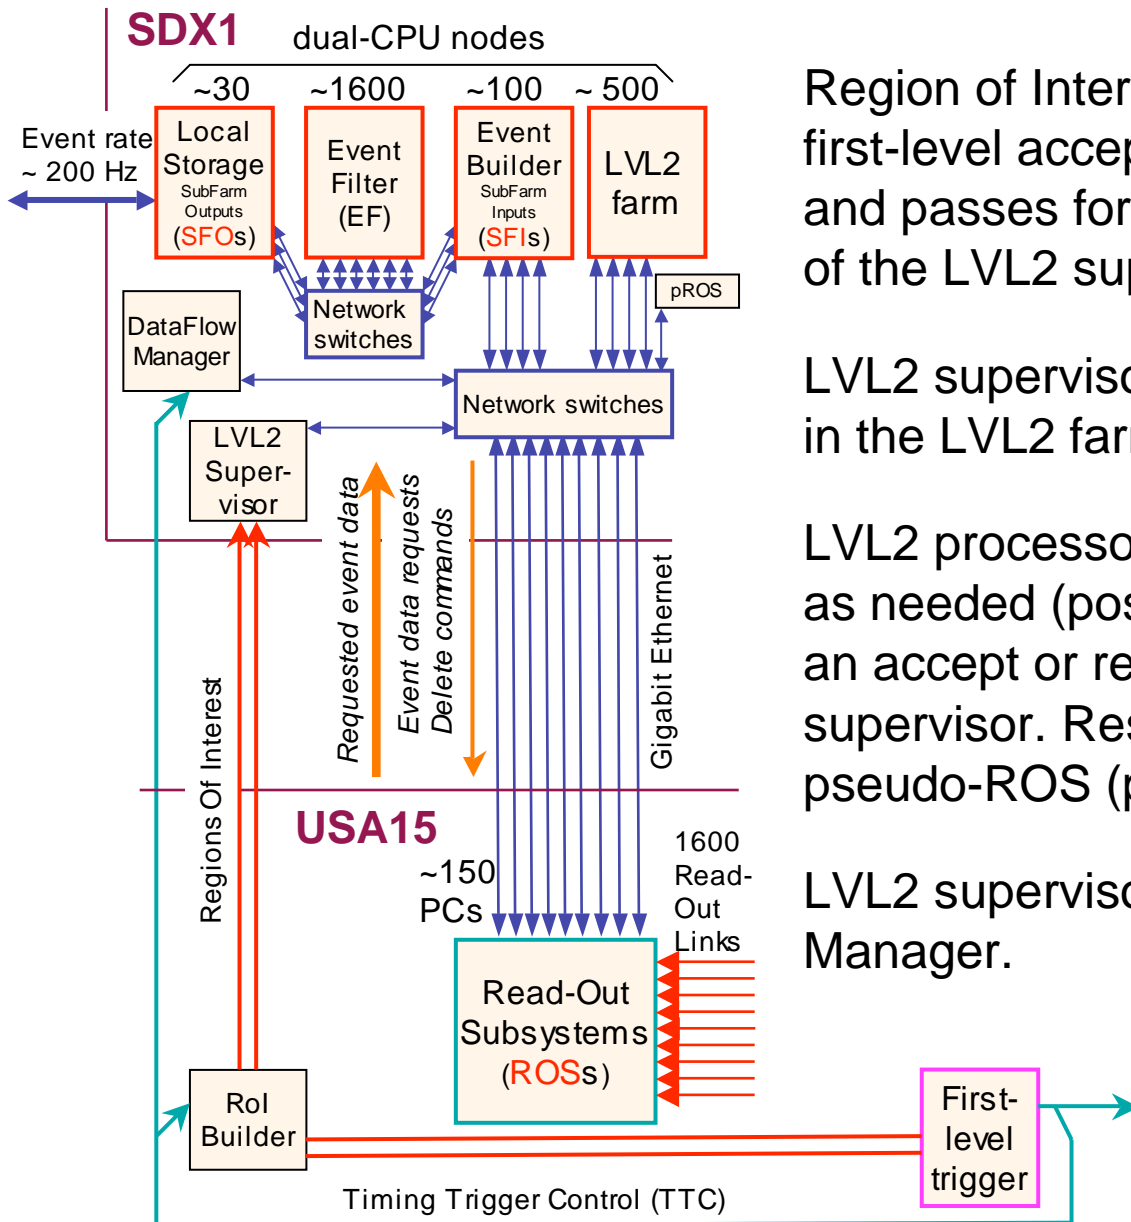 SDX1
dual-CPU nodes
~30
~1600
~100
~ 500
Event rate
~ 200 Hz
Local
Storage
SubFarm
Outputs
(SFOs)
Event
Filter
(EF)
Event
Builder
SubFarm
Inputs
(SFIs)
LVL2
farm
pROS
Network
switches
DataFlow
Manager
Network switches
LVL2
Super-
visor
Requested event data
Event data requests
Delete commands
Gigabit Ethernet
Regions Of Interest
USA15
~150
PCs
1600
Read-
Out
Links
Read-Out
Subsystems
(ROSs)
RoI
Builder
First-
level
trigger
Timing Trigger Control (TTC)
Region of Inter
first-level accep
and passes for
of the LVL2 sup
LVL2 superviso
in the LVL2 farm
LVL2 processo
as needed (pos
an accept or re
supervisor. Res
pseudo-ROS (p
LVL2 superviso
Manager.